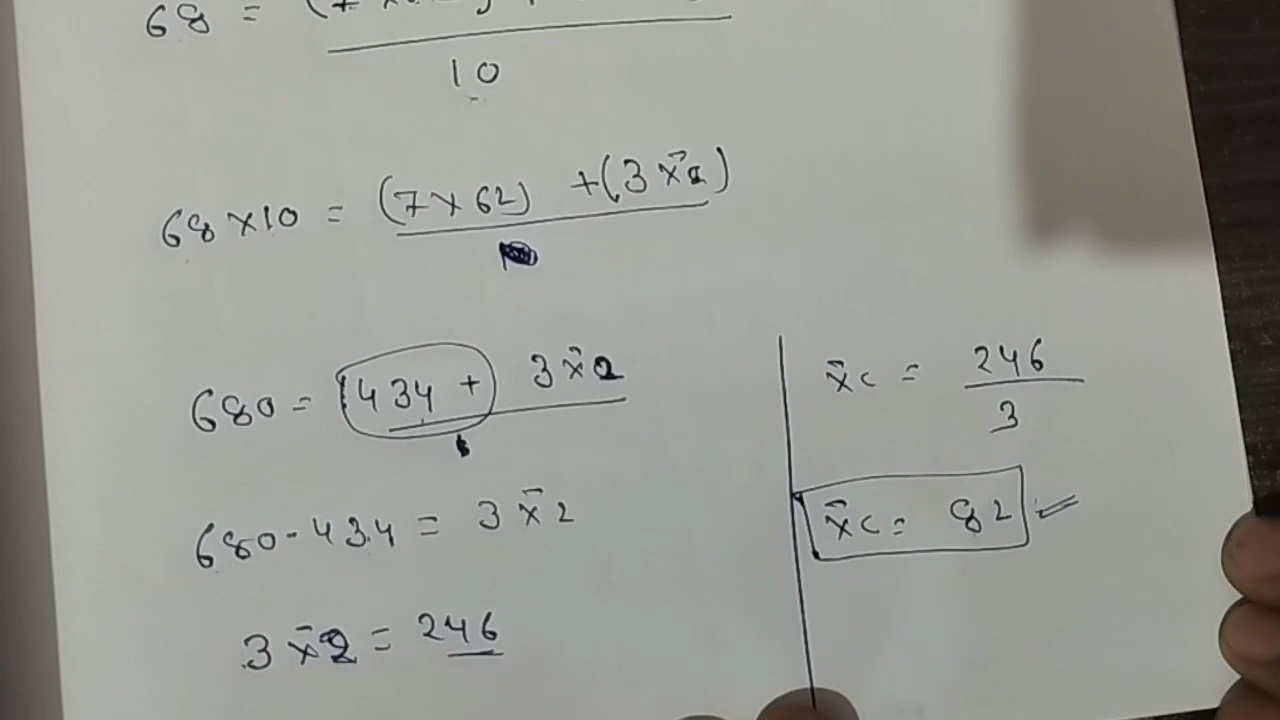 68 =
10
68 x 10 = (7 x 62) + (3 x̄2)
680 = 434 + 3 x̄2
680 - 434 = 3 x̄ 2
3 x̄2 = 246
x̄c = 246
3
x̄c = 82